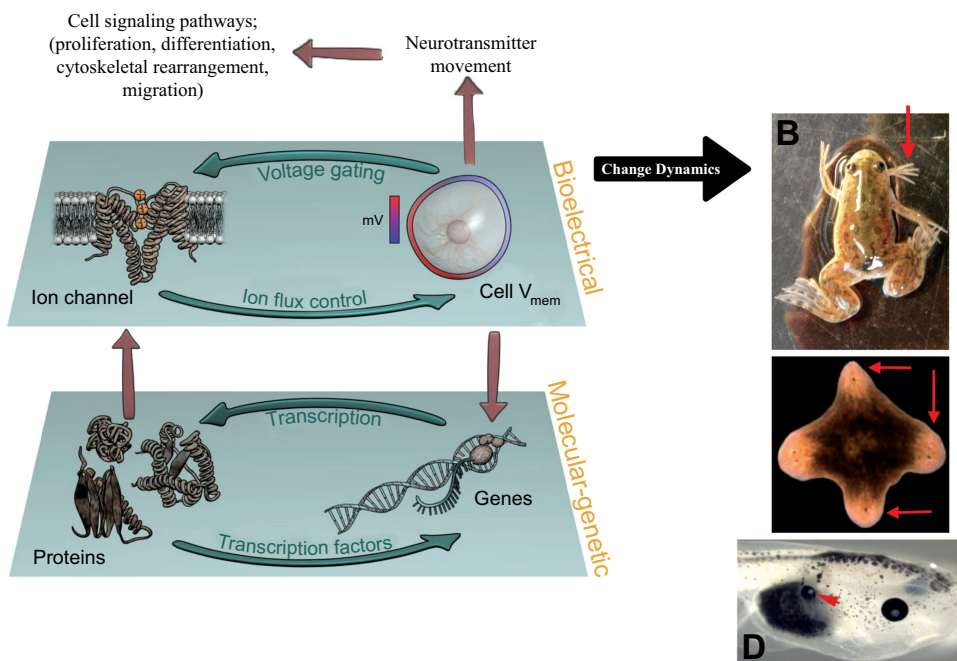 Cell signaling pathways;
(proliferation, differentiation,
cytoskeletal rearrangement,
migration)
Neurotransmitter
movement
Voltage gating
mV
Ion channel
Ion flux control
Cell Vmem
Bioelectrical
Change Dynamics
B
Transcription
Proteins
Genes
Transcription factors
Molecular-genetic
D